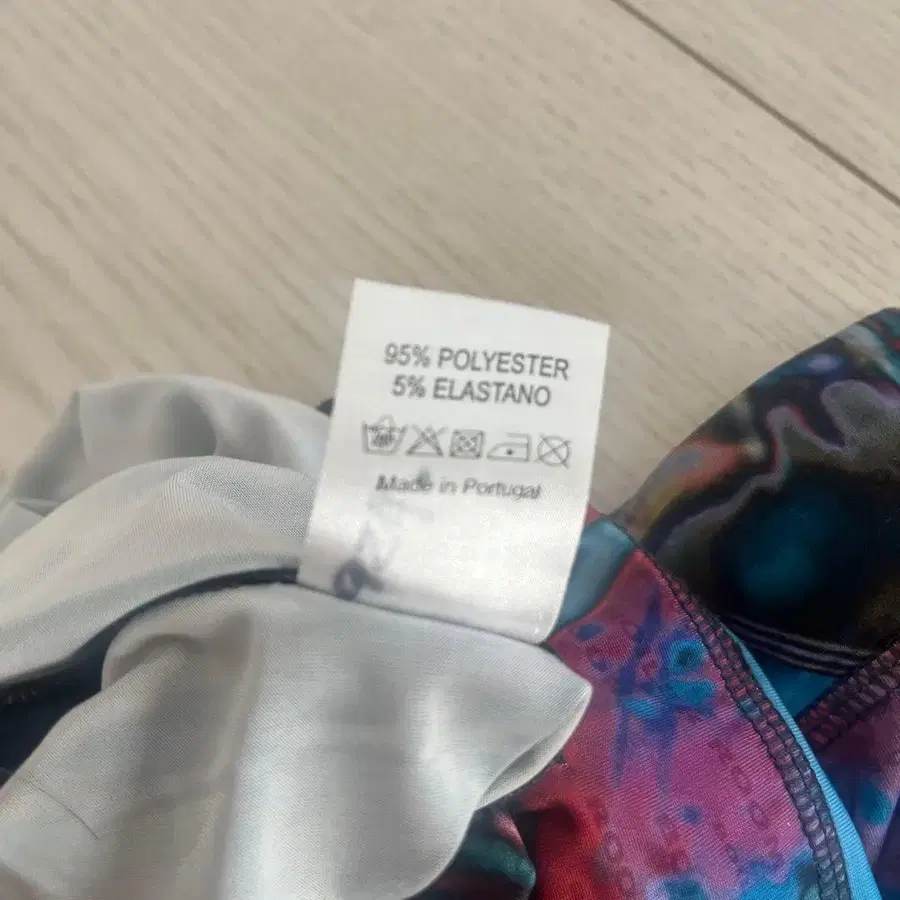 95% POLYESTER
5% ELASTANO
Made in Portugal